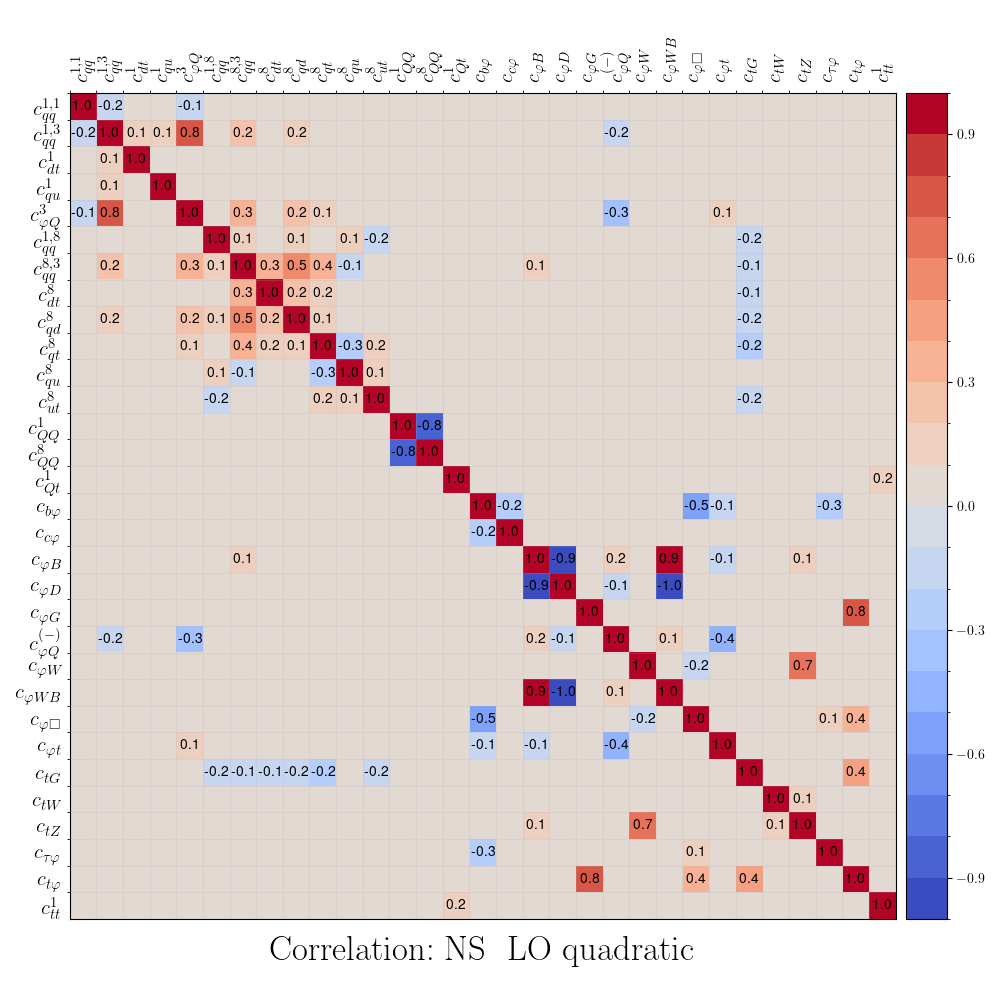 c_{qq}^{1,1} c_{qq}^{1,3} c_{dt}^{1} c_{qu}^{1} c_{φQ}^{3} c_{qq}^{1,8} c_{qq}^{8,3} c_{dt}^{8} c_{qd}^{8} c_{qt}^{8} c_{qu}^{8} c_{ut}^{8} c_{QQ}^{1} c_{QQ}^{8} c_{Qt}^{1} c_{bφ} c_{cφ} c_{φB} c_{φD} c_{φG} c_{φQ}^{(−)} c_{φW} c_{φWB} c_{φ□} c_{φt} c_{tG} c_{tW} c_{tZ} c_{τφ} c_{tφ} c_{tt}^{1}
c_{qq}^{1,1} 1.0 -0.2 -0.1
c_{qq}^{1,3} -0.2 1.0 0.1 0.1 0.8 0.2 0.2 -0.2
c_{dt}^{1} 0.1 1.0
c_{qu}^{1} 0.1 1.0
c_{φQ}^{3} -0.1 0.8 1.0 0.3 0.2 0.1 -0.3 0.1
c_{qq}^{1,8} 1.0 0.1 0.1 0.1 -0.2 -0.2
c_{qq}^{8,3} 0.2 0.3 0.1 1.0 0.3 0.5 0.4 -0.1 0.1 -0.1
c_{dt}^{8} 0.3 1.0 0.2 0.2 -0.1
c_{qd}^{8} 0.2 0.2 0.1 0.5 0.2 1.0 0.1 -0.2
c_{qt}^{8} 0.1 0.4 0.2 0.1 1.0 -0.3 0.2 -0.2
c_{qu}^{8} 0.1 -0.1 -0.3 1.0 0.1
c_{ut}^{8} -0.2 0.2 0.1 1.0 -0.2
c_{QQ}^{1} 1.0 -0.8
c_{QQ}^{8} -0.8 1.0
c_{Qt}^{1} 1.0 0.2
c_{bφ} 1.0 -0.2 -0.5 -0.1 -0.3
c_{cφ} -0.2 1.0
c_{φB} 0.1 1.0 -0.9 0.2 0.9 -0.1 0.1
c_{φD} -0.9 1.0 -0.1 -1.0
c_{φG} 1.0 0.8
c_{φQ}^{(−)} -0.2 -0.3 0.2 -0.1 1.0 0.1 -0.4
c_{φW} 1.0 -0.2 0.7
c_{φWB} 0.9 -1.0 0.1 1.0
c_{φ□} -0.5 -0.2 1.0 0.1 0.4
c_{φt} 0.1 -0.1 -0.1 -0.4 1.0
c_{tG} -0.2 -0.1 -0.1 -0.2 -0.2 -0.2 1.0 0.4
c_{tW} 1.0 0.1
c_{tZ} 0.1 0.7 0.1 1.0
c_{τφ} -0.3 0.1 1.0
c_{tφ} 0.8 0.4 0.4 1.0
c_{tt}^{1} 0.2 1.0
0.9
0.6
0.3
0.0
−0.3
−0.6
−0.9
Correlation: NS LO quadratic